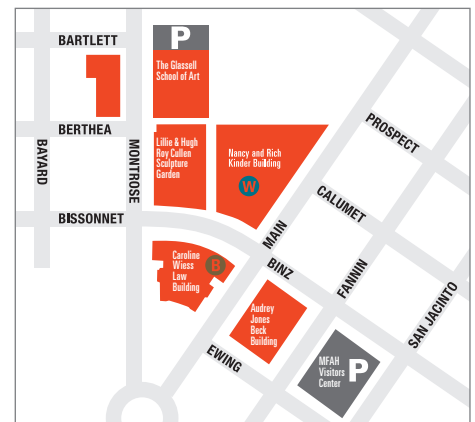 BARTLETT
P
The Glassell
School of Art
BERTHEA
BAYARD
MONTROSE
Lillie & Hugh
Roy Cullen
Sculpture
Garden
Nancy and Rich
Kinder Building
W
PROSPECT
CALUMET
BISSONNET
MAIN
Caroline
Wiess
Law
Building
B
BINZ
FANNIN
SAN JACINTO
Audrey
Jones
Beck
Building
EWING
MFAH
Visitors
Center
P